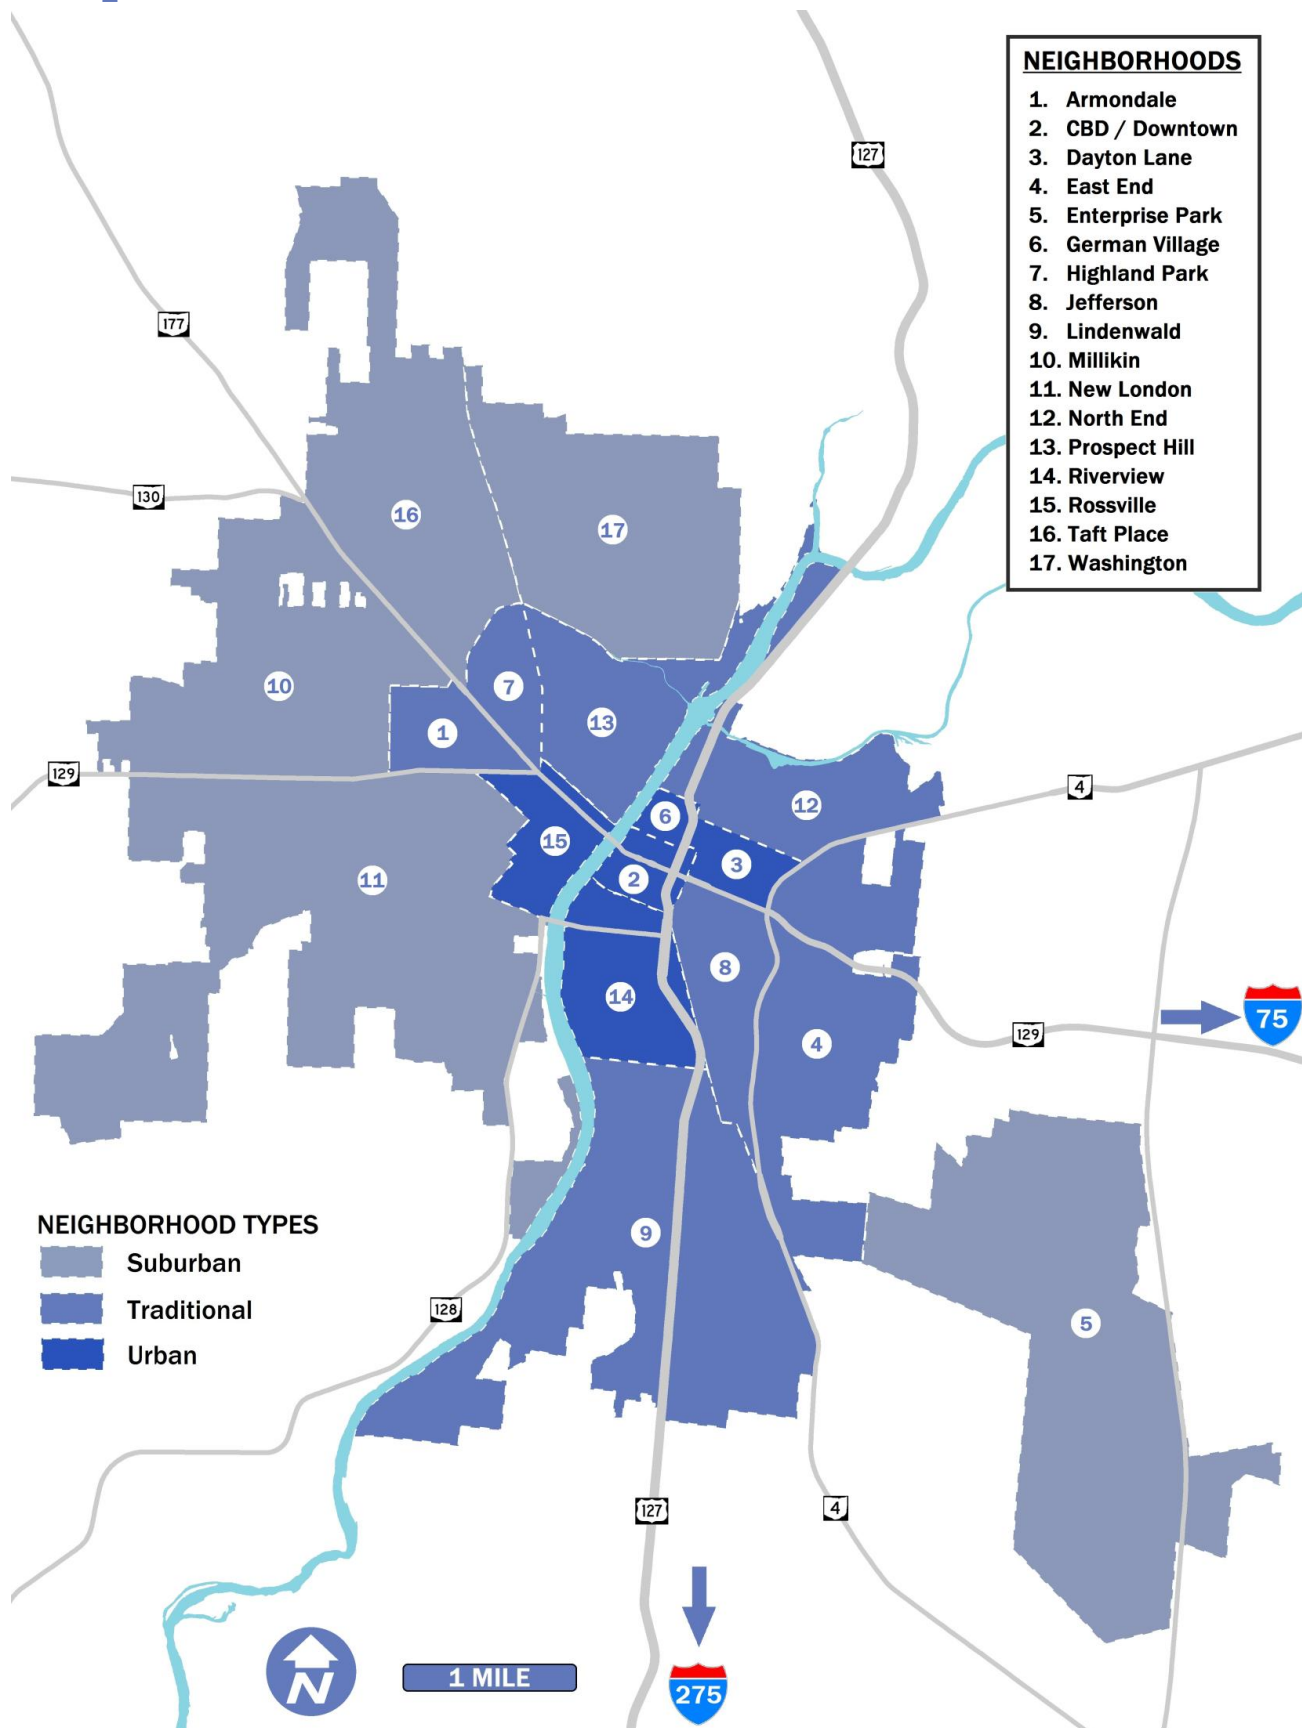 NEIGHBORHOODS
1. Armondale
2. CBD / Downtown
3. Dayton Lane
4. East End
5. Enterprise Park
6. German Village
7. Highland Park
8. Jefferson
9. Lindenwald
10. Millikin
11. New London
12. North End
13. Prospect Hill
14. Riverview
15. Rossville
16. Taft Place
17. Washington
127
177
130
16
17
10
7
1
13
129
4
12
6
15
3
2
11
8
14
75
129
4
NEIGHBORHOOD TYPES
Suburban
Traditional
Urban
9
128
5
127
4
N
1 MILE
275